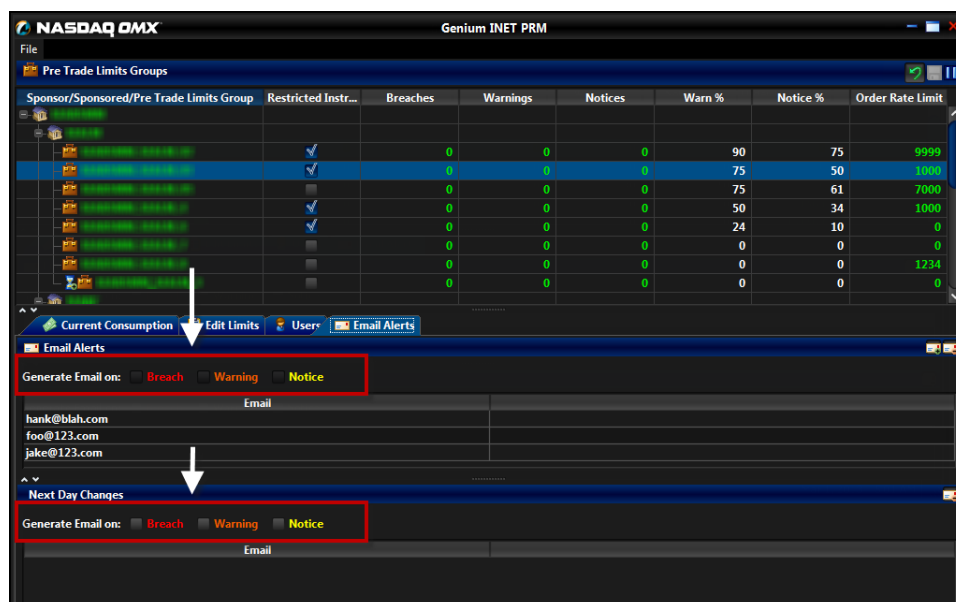 NASDAQ OMX
Genium INET PRM
File
Pre Trade Limits Groups
Sponsor/Sponsored/Pre Trade Limits Group Restricted Instr... Breaches Warnings Notices Warn % Notice % Order Rate Limit
0 0 0 90 75 9999
0 0 0 75 50 1000
0 0 0 75 61 7000
0 0 0 50 34 1000
0 0 0 24 10 0
0 0 0 0 0 0
0 0 0 0 0 1234
0 0 0 0 0 0
Current Consumption Edit Limits Users Email Alerts
Email Alerts
Generate Email on: Breach Warning Notice
Email
hank@blah.com
foo@123.com
jake@123.com
Next Day Changes
Generate Email on: Breach Warning Notice
Email